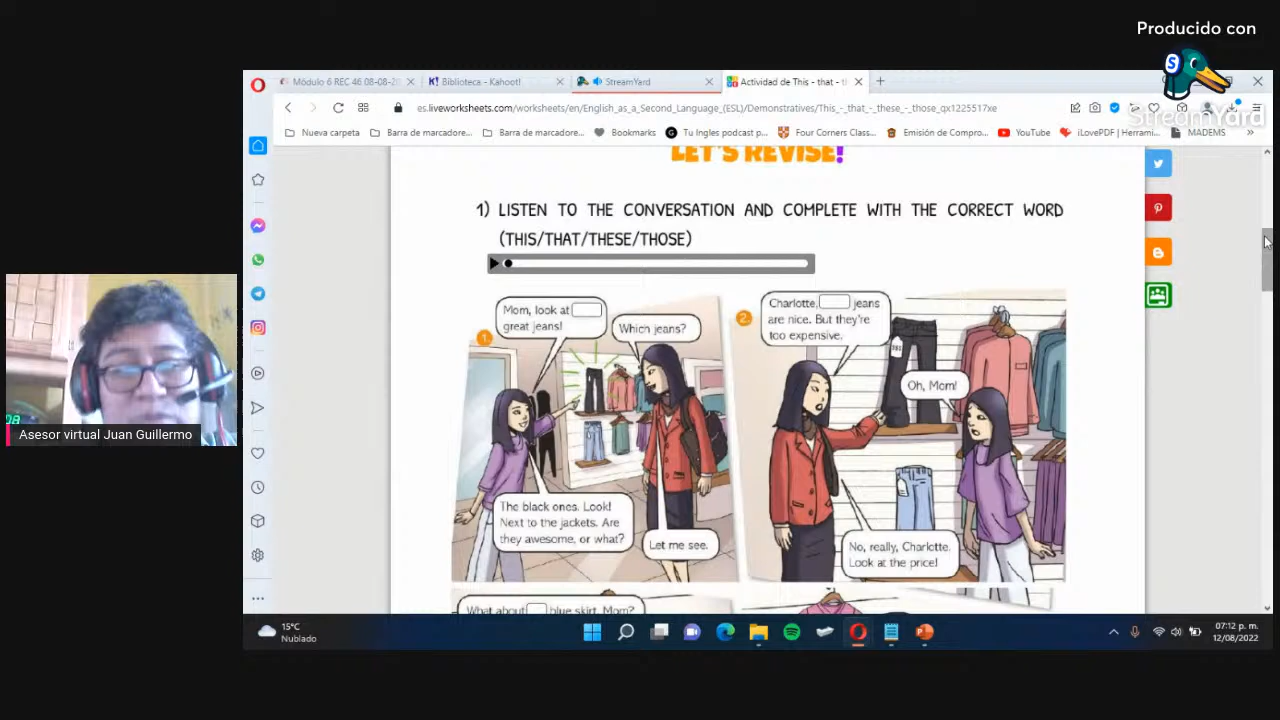 Producido con
StreamYard
Módulo 6 REC 46 08-08-20
K! Biblioteca - Kahoot!
StreamYard
Actividad de This - that - th
es.liveworksheets.com/worksheets/en/English_as_a_Second_Language_(ESL)/Demonstratives/This_-_that_-_these_-_those_qx1225517xe
Nueva carpeta
Barra de marcadore...
Barra de marcadore...
Bookmarks
Tu Ingles podcast p...
Four Corners Class...
Emisión de Compro...
YouTube
iLovePDF | Herrami...
MADEMS
LET'S REVISE!
1) LISTEN TO THE CONVERSATION AND COMPLETE WITH THE CORRECT WORD
(THIS/THAT/THESE/THOSE)
1.
Mom, look at
great jeans!
Which jeans?
The black ones. Look!
Next to the jackets. Are
they awesome, or what?
Let me see.
2.
Charlotte, jeans
are nice. But they're
too expensive.
Oh, Mom!
No, really, Charlotte.
Look at the price!
What about blue skirt, Mom?
Asesor virtual Juan Guillermo
15°C
Nublado
07:12 p. m.
12/08/2022